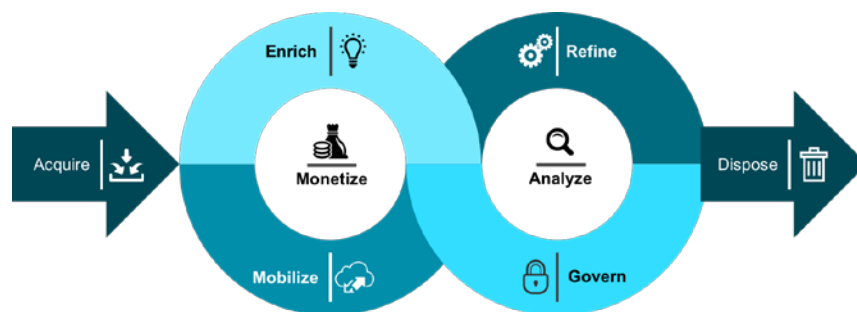 Enrich
Refine
Acquire
Monetize
Analyze
Dispose
Mobilize
Govern